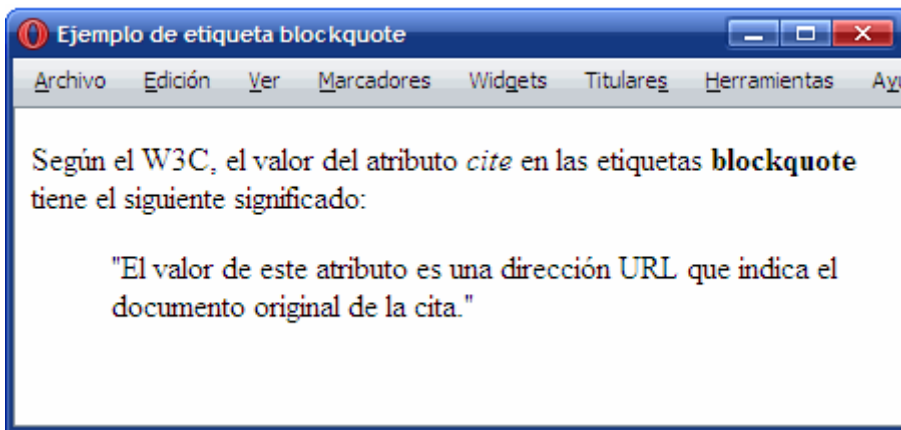 Ejemplo de etiqueta blockquote
Archivo Edición Ver Marcadores Widgets Titulares Herramientas
Según el W3C, el valor del atributo cite en las etiquetas blockquote
tiene el siguiente significado:
"El valor de este atributo es una dirección URL que indica el
documento original de la cita."